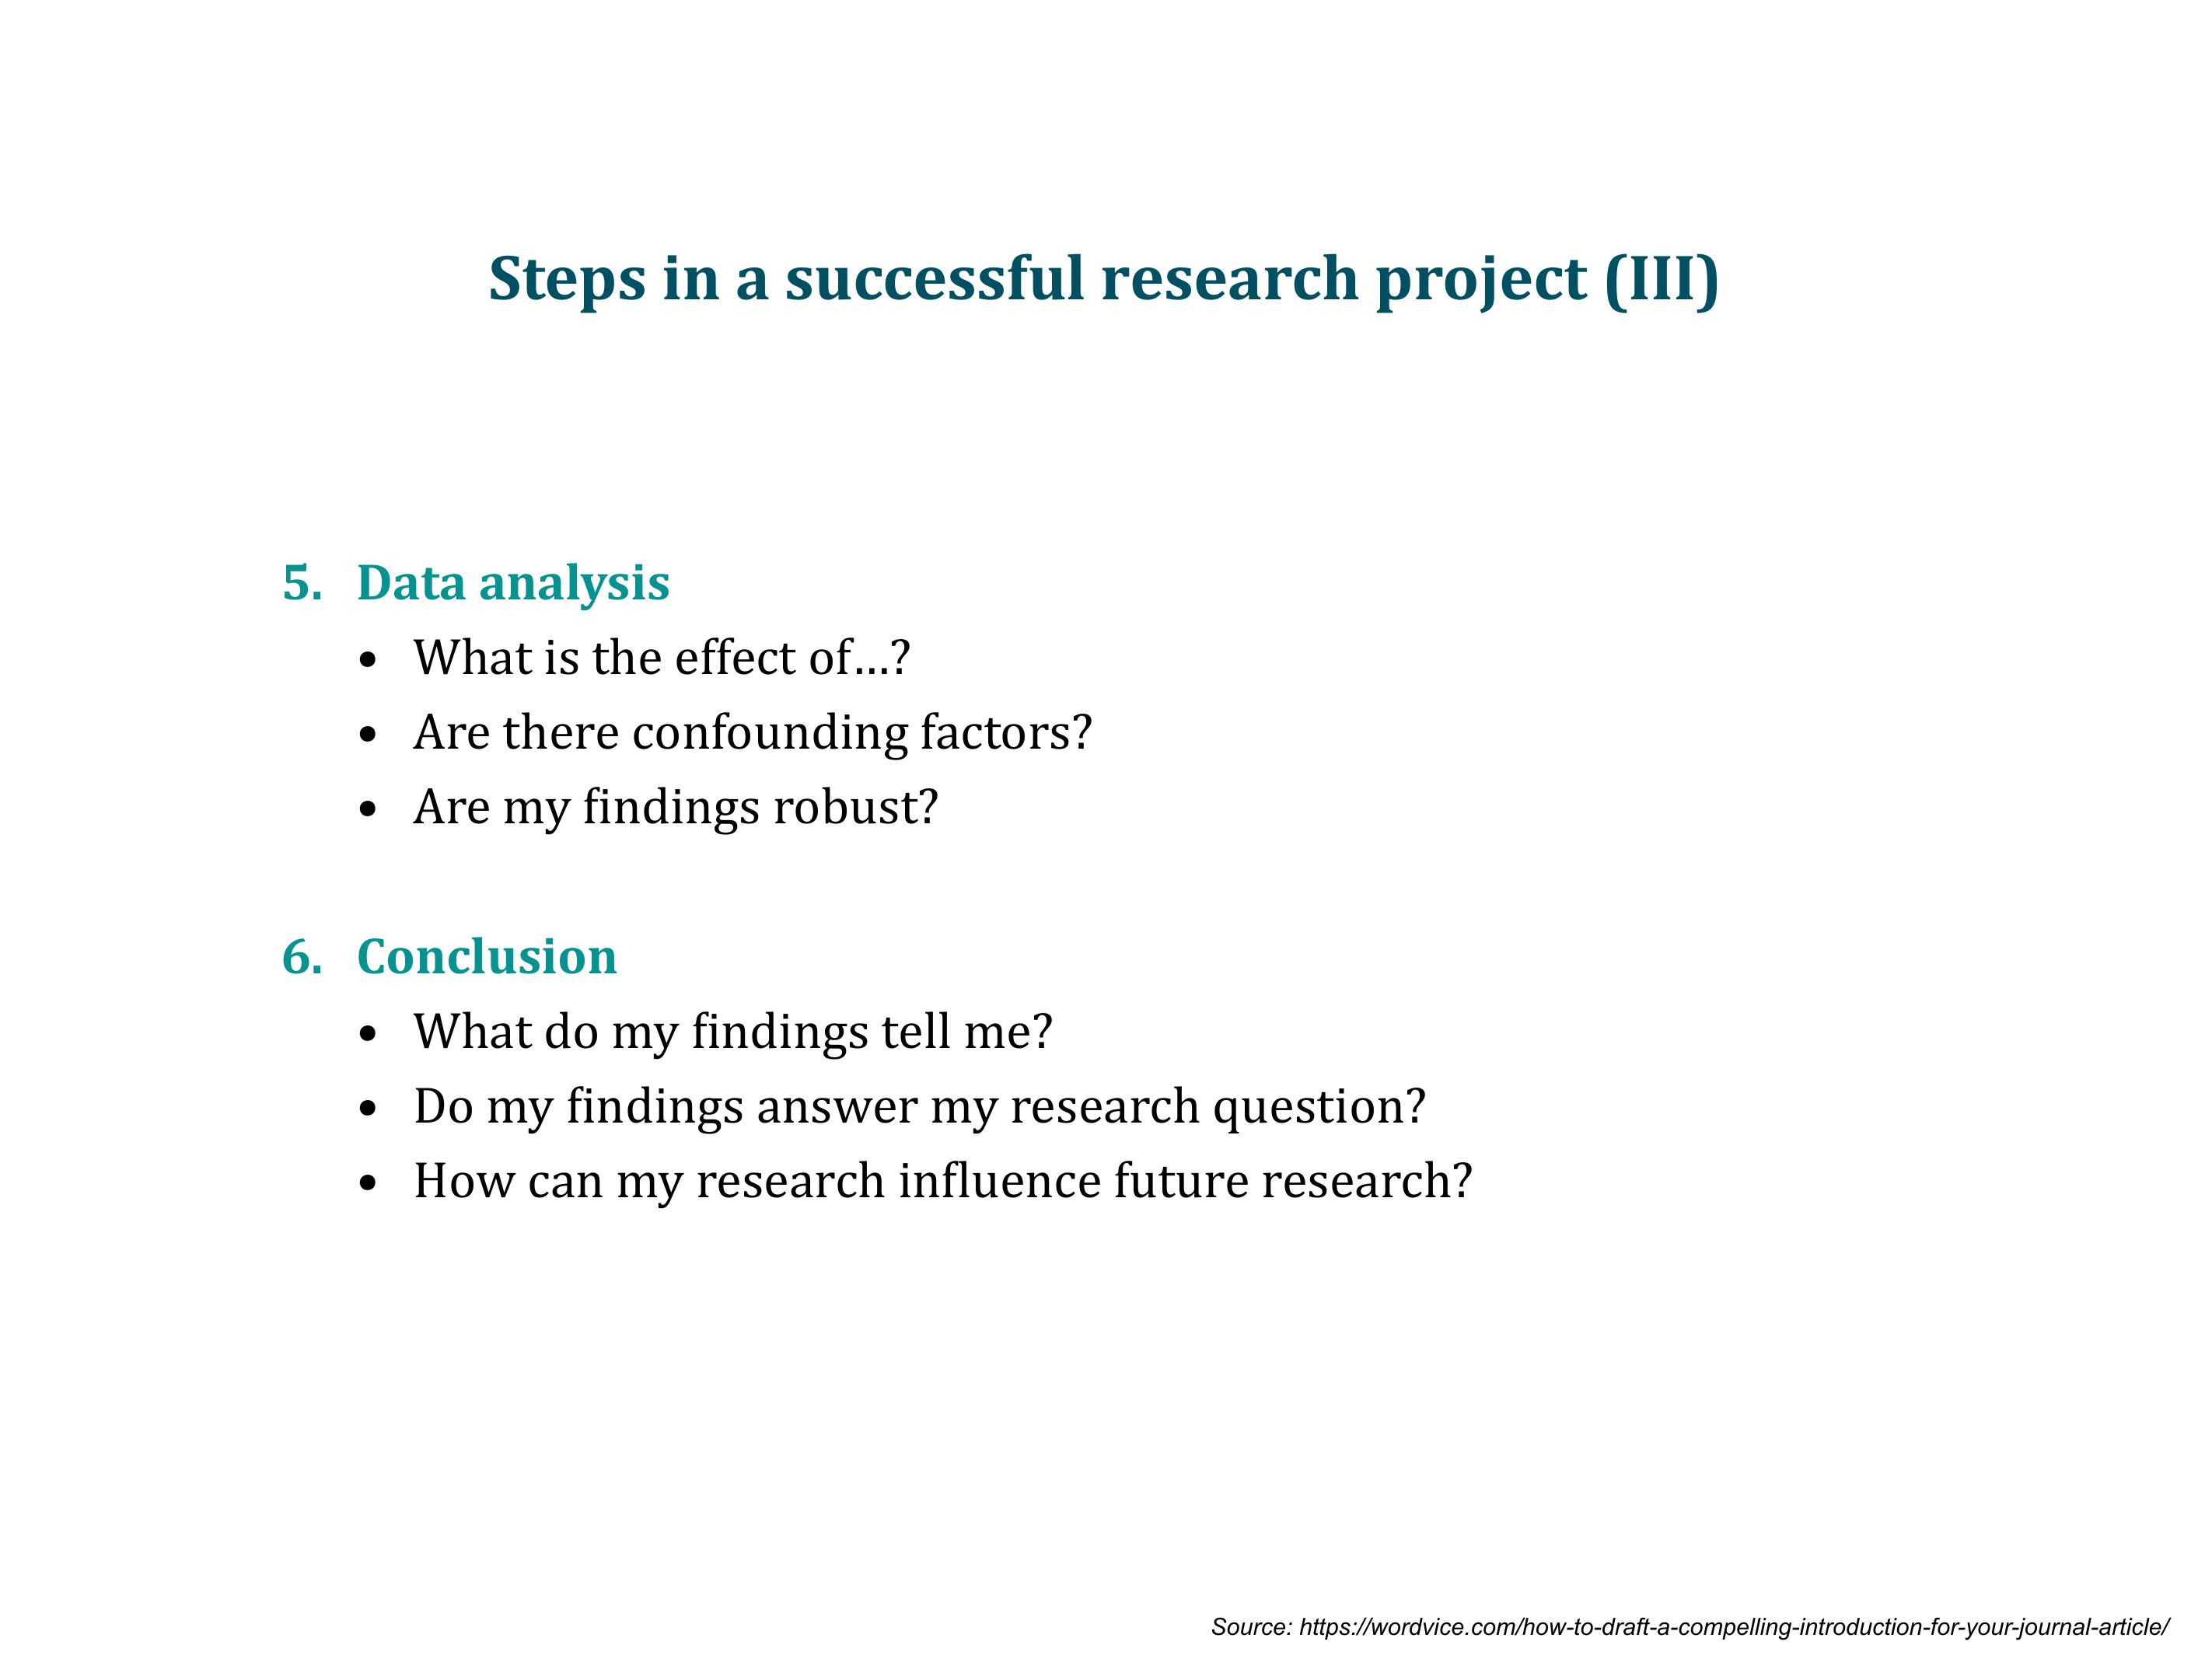 Steps in a successful research project (III)
5. Data analysis
• What is the effect of…?
• Are there confounding factors?
• Are my findings robust?
6. Conclusion
• What do my findings tell me?
• Do my findings answer my research question?
• How can my research influence future research?
Source: https://wordvice.com/how-to-draft-a-compelling-introduction-for-your-journal-article/